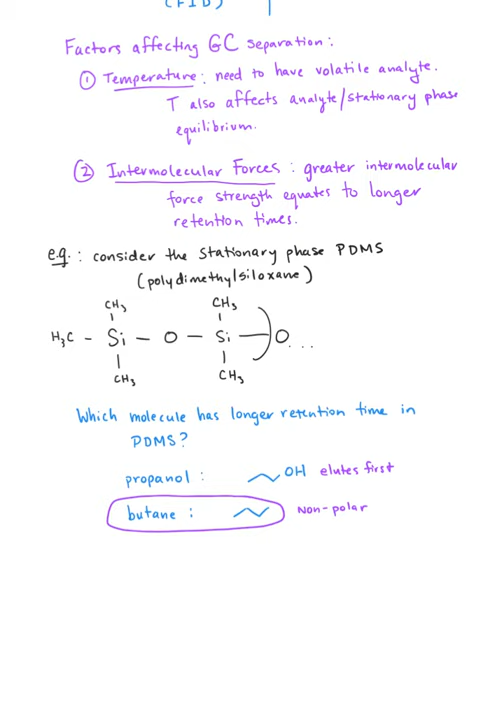 (FID)
Factors affecting GC separation:
① Temperature: need to have volatile analyte.
T also affects analyte/stationary phase
equilibrium.
② Intermolecular Forces: greater intermolecular
force strength equates to longer
retention times.
e.g.: consider the stationary phase PDMS
(polydimethylsiloxane)
CH₃ CH₃
H₃C - Si - O - Si - O...
CH₃ CH₃
Which molecule has longer retention time in
PDMS?
propanol: OH elutes first
butane: Non-polar